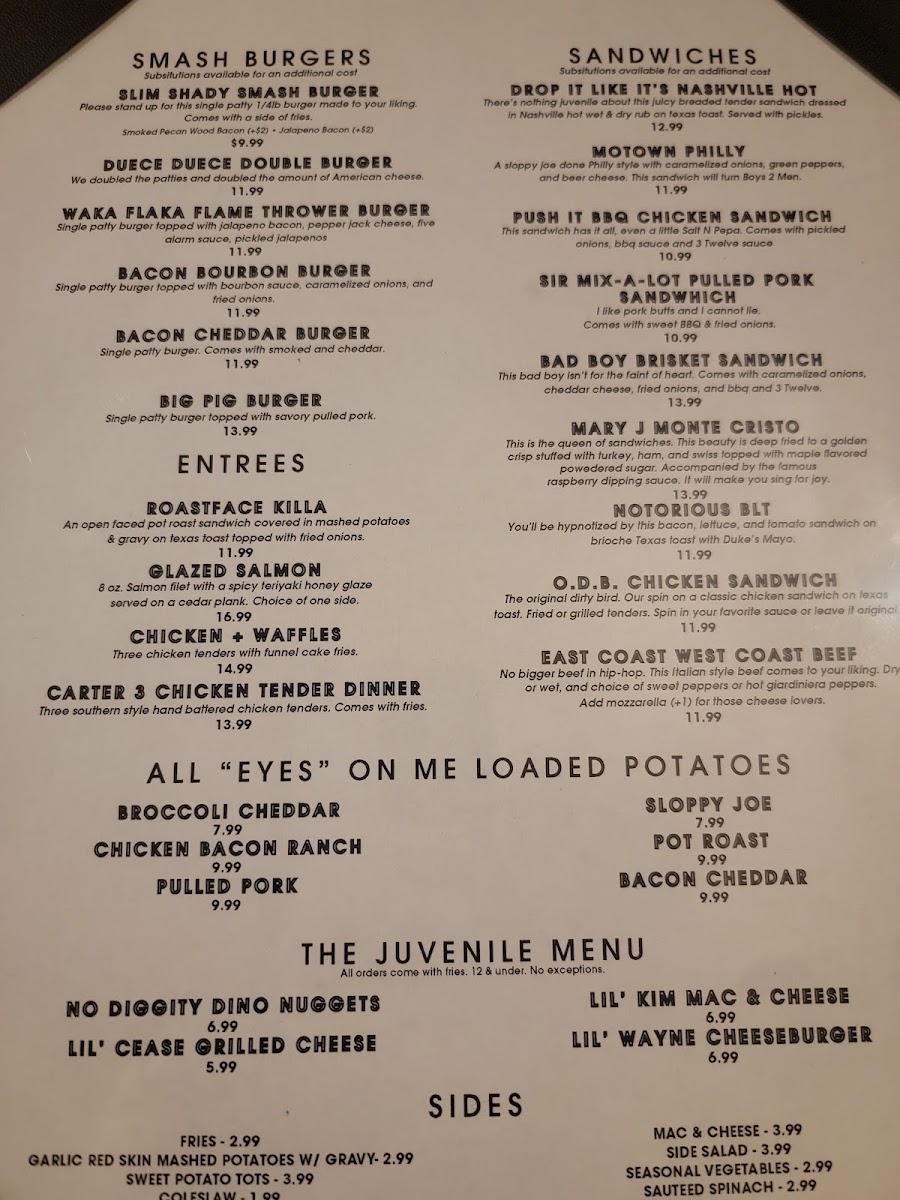 SMASH BURGERS
Subsitutions available for an additional cost
SLIM SHADY SMASH BURGER
Please stand up for this single patty 1/4lb burger made to your liking.
Comes with a side of fries.
Smoked Pecan Wood Bacon (+$2) • Jalapeno Bacon (+$2)
$9.99
DUECE DUECE DOUBLE BURGER
We doubled the patties and doubled the amount of American cheese.
11.99
WAKA FLAKA FLAME THROWER BURGER
Single patty burger topped with jalapeno bacon, pepper jack cheese, five
alarm sauce, pickled jalapenos
11.99
BACON BOURBON BURGER
Single patty burger topped with bourbon sauce, caramelized onions, and
fried onions.
11.99
BACON CHEDDAR BURGER
Single patty burger. Comes with smoked and cheddar.
11.99
BIG PIG BURGER
Single patty burger topped with savory pulled pork.
13.99
ENTREES
ROASTFACE KILLA
An open faced pot roast sandwich covered in mashed potatoes
& gravy on texas toast topped with fried onions.
11.99
GLAZED SALMON
8 oz. Salmon filet with a spicy teriyaki honey glaze
served on a cedar plank. Choice of one side.
16.99
CHICKEN + WAFFLES
Three chicken tenders with funnel cake fries.
14.99
CARTER 3 CHICKEN TENDER DINNER
Three southern style hand battered chicken tenders. Comes with fries.
13.99
SANDWICHES
Subsitutions available for an additional cost
DROP IT LIKE IT'S NASHVILLE HOT
There's nothing juvenile about this juicy breaded tender sandwich dressed
in Nashville hot wet & dry rub on texas toast. Served with pickles.
12.99
MOTOWN PHILLY
A sloppy joe done Philly style with caramelized onions, green peppers,
and beer cheese. This sandwich will turn Boys 2 Men.
11.99
PUSH IT BBQ CHICKEN SANDWICH
This sandwich has it all, even a little Salt N Pepa. Comes with pickled
onions, bbq sauce and 3 Twelve sauce
10.99
SIR MIX-A-LOT PULLED PORK
SANDWHICH
I like pork butts and I cannot lie.
Comes with sweet BBQ & fried onions.
10.99
BAD BOY BRISKET SANDWICH
This bad boy isn't for the faint of heart. Comes with caramelized onions,
cheddar cheese, fried onions, and bbq and 3 Twelve.
13.99
MARY J MONTE CRISTO
This is the queen of sandwiches. This beauty is deep fried to a golden
crisp stuffed with turkey, ham, and swiss topped with maple flavored
powedered sugar. Accompanied by the famous
raspberry dipping sauce. It will make you sing for joy.
13.99
NOTORIOUS BLT
You'll be hypnotized by this bacon, lettuce, and tomato sandwich on
brioche Texas toast with Duke's Mayo.
11.99
O.D.B. CHICKEN SANDWICH
The original dirty bird. Our spin on a classic chicken sandwich on texas
toast. Fried or grilled tenders. Spin in your favorite sauce or leave it original.
11.99
EAST COAST WEST COAST BEEF
No bigger beef in hip-hop. This Italian style beef comes to your liking. Dry
or wet, and choice of sweet peppers or hot giardiniera peppers.
Add mozzarella (+1) for those cheese lovers.
11.99
ALL "EYES" ON ME LOADED POTATOES
BROCCOLI CHEDDAR
7.99
CHICKEN BACON RANCH
9.99
PULLED PORK
9.99
SLOPPY JOE
7.99
POT ROAST
9.99
BACON CHEDDAR
9.99
THE JUVENILE MENU
All orders come with fries. 12 & under. No exceptions.
NO DIGGITY DINO NUGGETS
6.99
LIL' CEASE GRILLED CHEESE
5.99
LIL' KIM MAC & CHEESE
6.99
LIL' WAYNE CHEESEBURGER
6.99
SIDES
FRIES - 2.99
GARLIC RED SKIN MASHED POTATOES W/ GRAVY- 2.99
SWEET POTATO TOTS - 3.99
COLESLAW - 1.99
MAC & CHEESE - 3.99
SIDE SALAD - 3.99
SEASONAL VEGETABLES - 2.99
SAUTEED SPINACH - 2.99